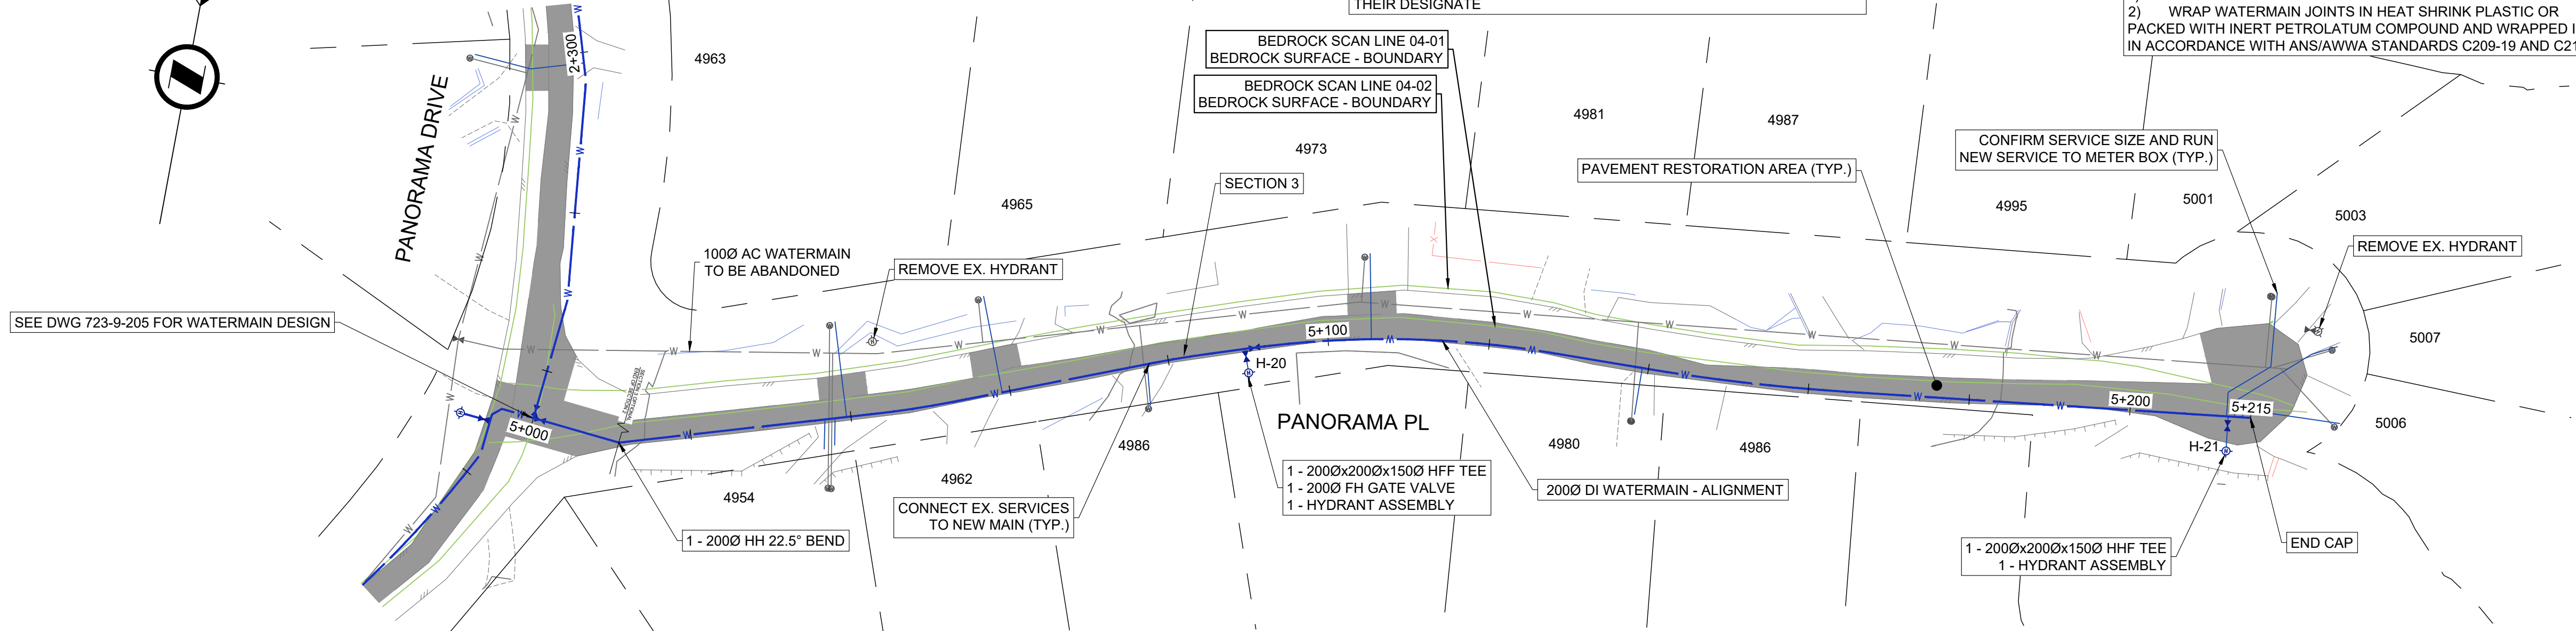 THEIR DESIGNATE
2) WRAP WATERMAIN JOINTS IN HEAT SHRINK PLASTIC OR
PACKED WITH INERT PETROLATUM COMPOUND AND WRAPPED
IN ACCORDANCE WITH ANS/AWWA STANDARDS C209-19 AND
BEDROCK SCAN LINE 04-01
BEDROCK SURFACE - BOUNDARY
BEDROCK SCAN LINE 04-02
BEDROCK SURFACE - BOUNDARY
2+300
4963
PANORAMA DRIVE
4981
4987
4973
CONFIRM SERVICE SIZE AND RUN
NEW SERVICE TO METER BOX (TYP.)
PAVEMENT RESTORATION AREA (TYP.)
SECTION 3
4965
4995
5001
5003
100Ø AC WATERMAIN
TO BE ABANDONED
REMOVE EX. HYDRANT
REMOVE EX. HYDRANT
SEE DWG 723-9-205 FOR WATERMAIN DESIGN
5+100
H-20
5007
5+000
PANORAMA PL
5+200
5+215
5006
4986
4980
4986
H-21
4954
4962
1 - 200Øx200Øx150Ø HFF TEE
1 - 200Ø FH GATE VALVE
1 - HYDRANT ASSEMBLY
200Ø DI WATERMAIN - ALIGNMENT
CONNECT EX. SERVICES
TO NEW MAIN (TYP.)
1 - 200Ø HH 22.5° BEND
1 - 200Øx200Øx150Ø HHF TEE
1 - HYDRANT ASSEMBLY
END CAP